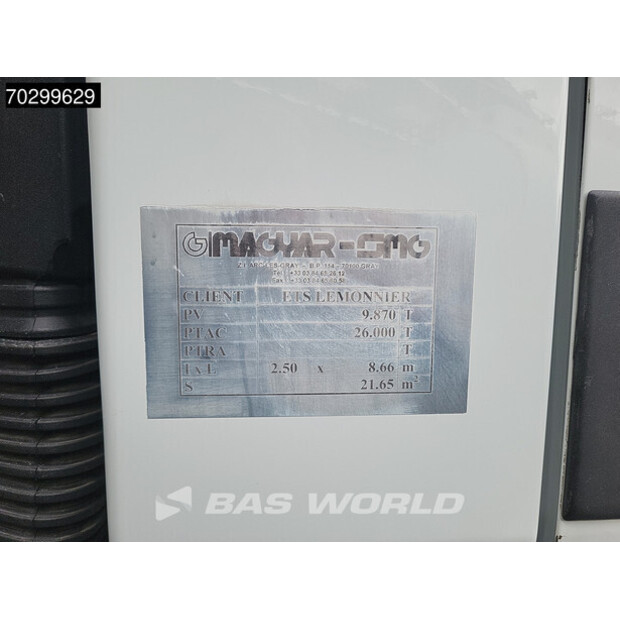 70299629
MAGYAR-SMG
CLIENT ETS LEMONNIER
PV 9.870 T
PTAC 26.000 T
PTRA T
l x L 2.50 x 8.66 m
S 21.65 m²
BAS WORLD